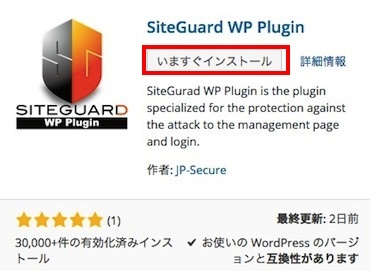 SiteGuard WP Plugin
いますぐインストール
詳細情報
SITEGUARD
WP Plugin
SiteGurad WP Plugin is the plugin
specialized for the protection against
the attack to the management page
and login.
作者: JP-Secure
(1)
最終更新: 2日前
30,000+件の有効化済みインス
トール
✓ お使いの WordPress のバージ
ョンと互換性があります